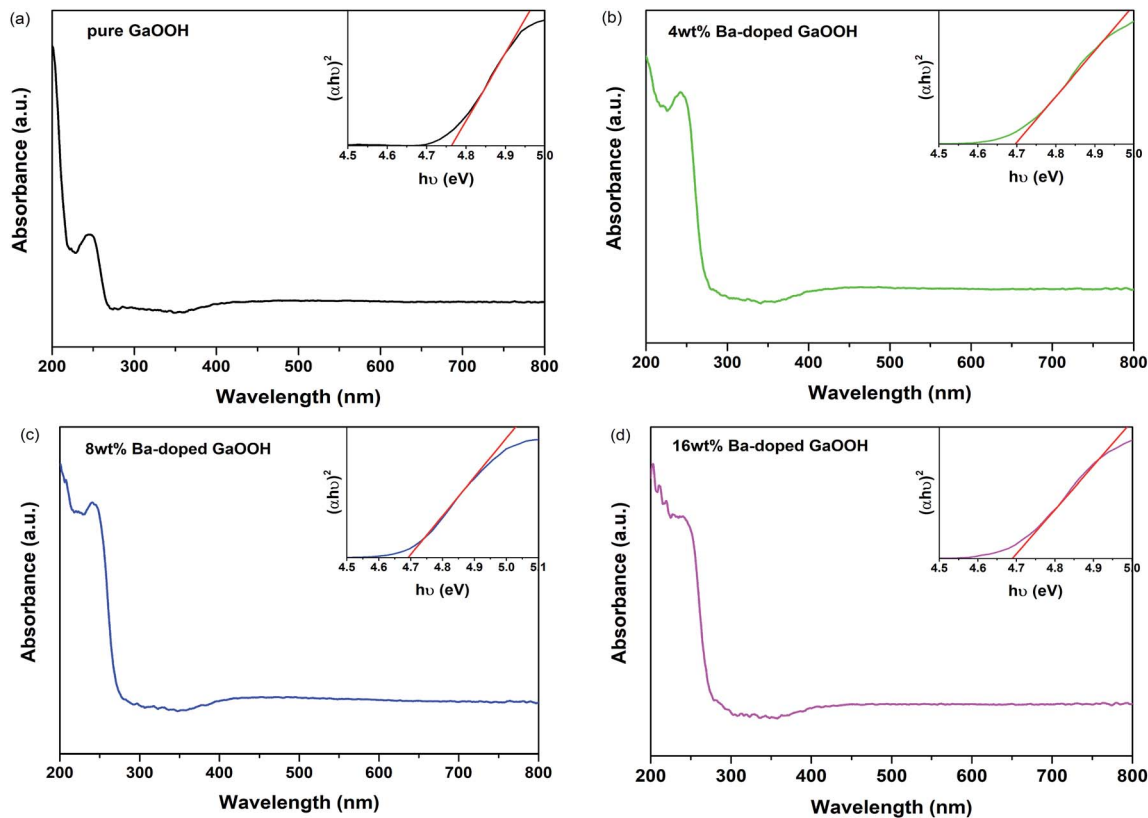 (a)
pure GaOOH
Absorbance (a.u.)
200 300 400 500 600 700 800
Wavelength (nm)
(αhυ)²
4.5 4.6 4.7 4.8 4.9 5.0
hυ (eV)
(b)
4wt% Ba-doped GaOOH
Absorbance (a.u.)
200 300 400 500 600 700 800
Wavelength (nm)
(αhυ)²
4.5 4.6 4.7 4.8 4.9 5.0
hυ (eV)
(c)
8wt% Ba-doped GaOOH
Absorbance (a.u.)
200 300 400 500 600 700 800
Wavelength (nm)
(αhυ)²
4.5 4.6 4.7 4.8 4.9 5.0 5.1
hυ (eV)
(d)
16wt% Ba-doped GaOOH
Absorbance (a.u.)
200 300 400 500 600 700 800
Wavelength (nm)
(αhυ)²
4.5 4.6 4.7 4.8 4.9 5.0
hυ (eV)